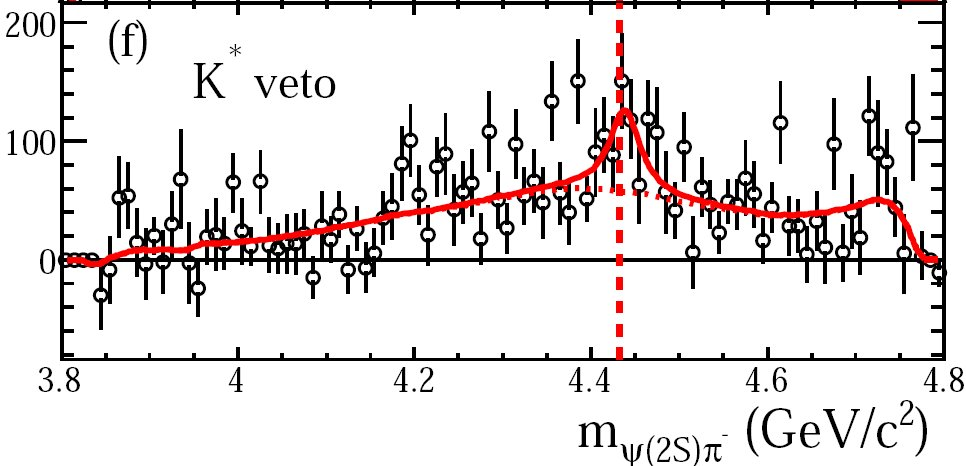 200
(f)
K* veto
100
0
3.8 4 4.2 4.4 4.6 4.8
mψ(2S)π- (GeV/c2)